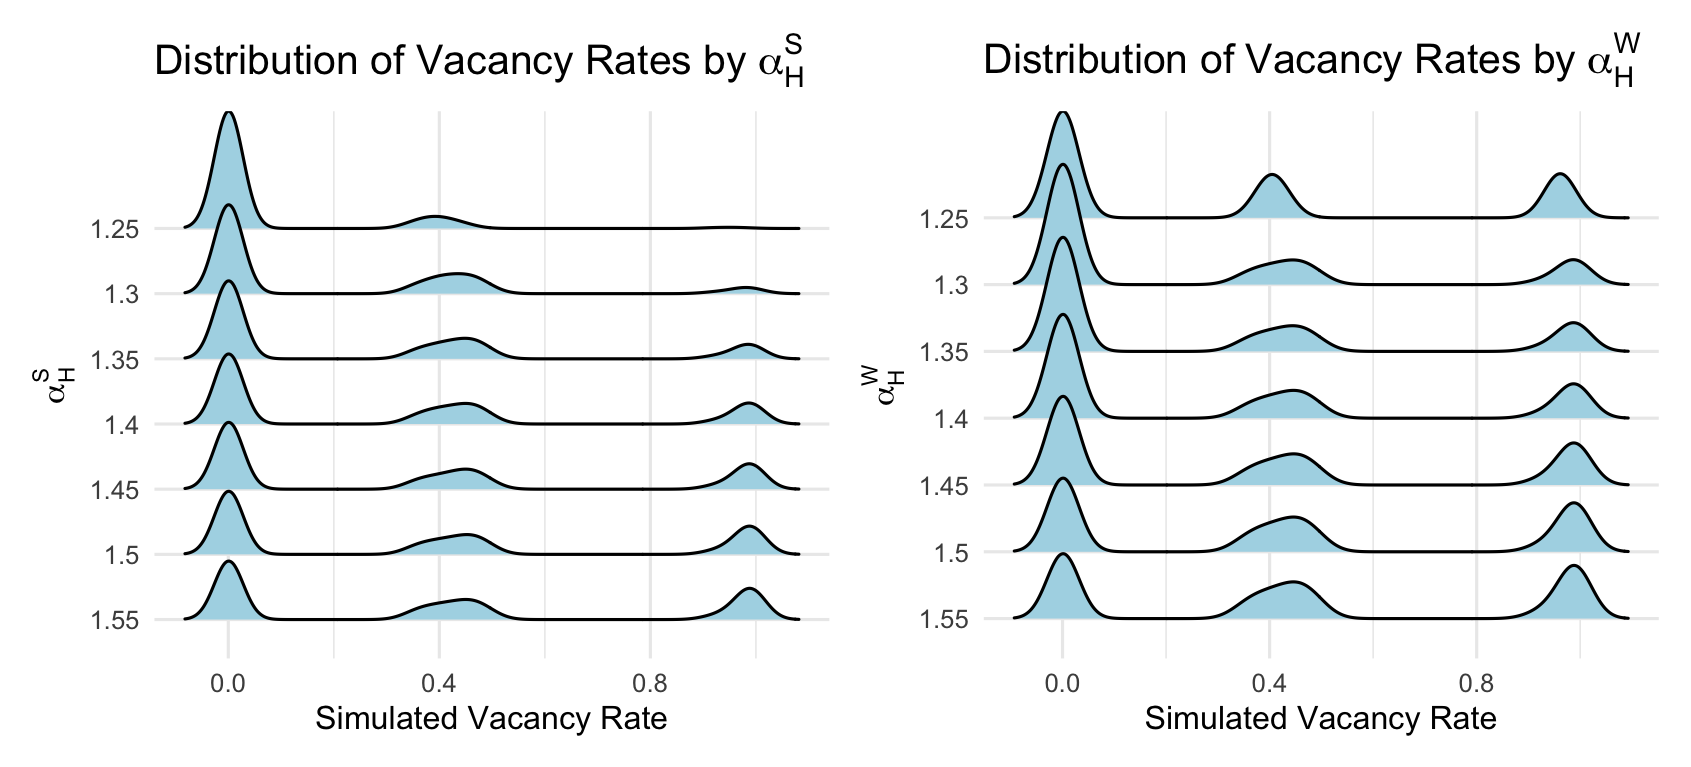 Distribution of Vacancy Rates by α_H^S
1.25
1.3
1.35
1.4
1.45
1.5
1.55
α_H^S
0.0 0.4 0.8
Simulated Vacancy Rate
Distribution of Vacancy Rates by α_H^W
1.25
1.3
1.35
1.4
1.45
1.5
1.55
α_H^W
0.0 0.4 0.8
Simulated Vacancy Rate